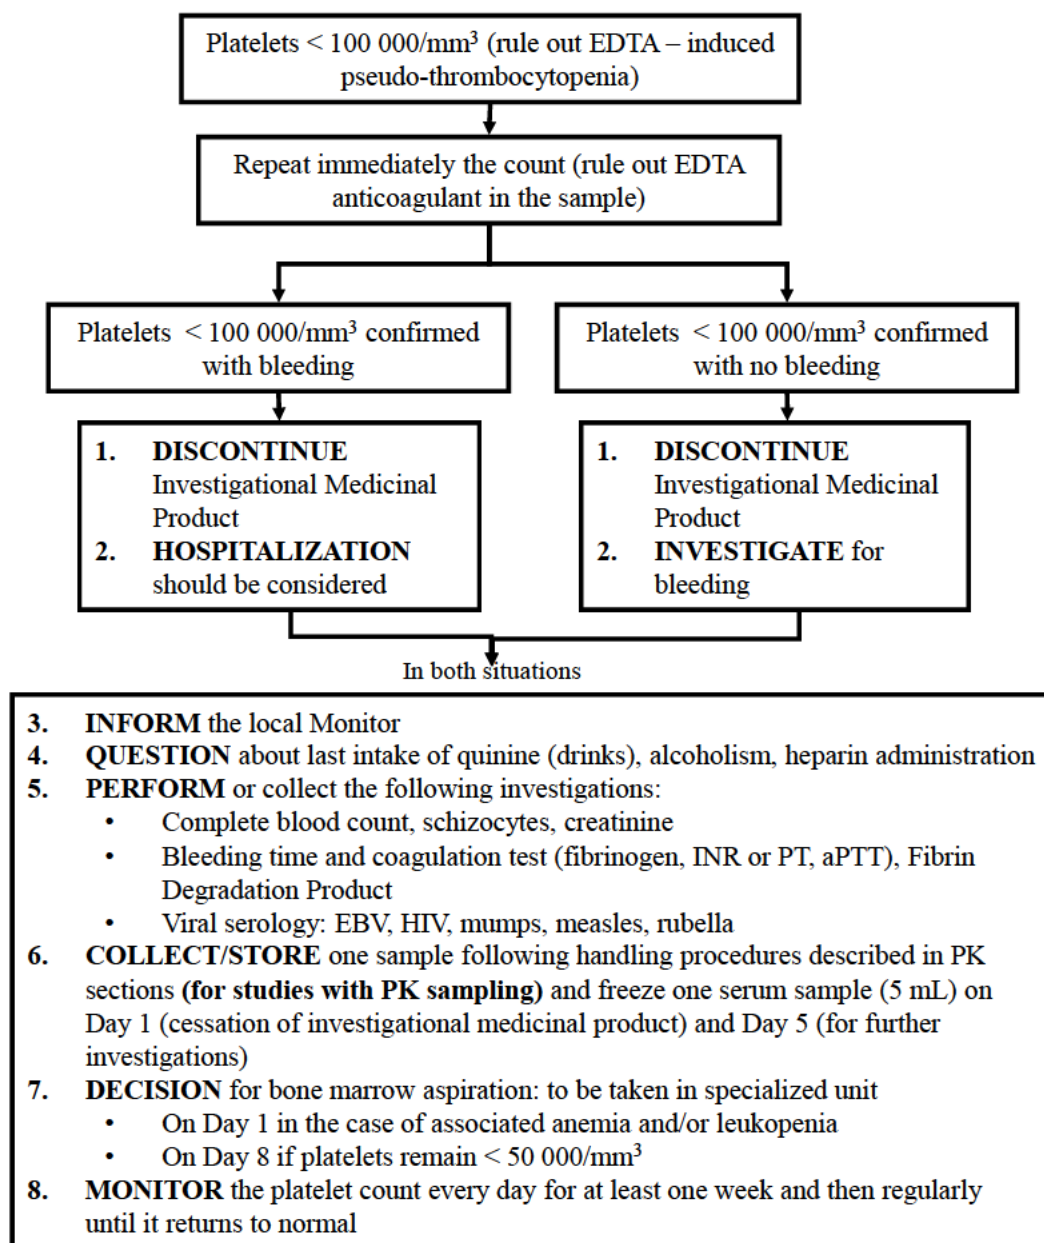 Platelets < 100 000/mm³ (rule out EDTA – induced
pseudo-thrombocytopenia)
Repeat immediately the count (rule out EDTA
anticoagulant in the sample)
Platelets < 100 000/mm³ confirmed
with bleeding
Platelets < 100 000/mm³ confirmed
with no bleeding
1. DISCONTINUE
Investigational Medicinal
Product
2. HOSPITALIZATION
should be considered
1. DISCONTINUE
Investigational Medicinal
Product
2. INVESTIGATE for
bleeding
In both situations
3. INFORM the local Monitor
4. QUESTION about last intake of quinine (drinks), alcoholism, heparin administration
5. PERFORM or collect the following investigations:
• Complete blood count, schizocytes, creatinine
• Bleeding time and coagulation test (fibrinogen, INR or PT, aPTT), Fibrin
Degradation Product
• Viral serology: EBV, HIV, mumps, measles, rubella
6. COLLECT/STORE one sample following handling procedures described in PK
sections (for studies with PK sampling) and freeze one serum sample (5 mL) on
Day 1 (cessation of investigational medicinal product) and Day 5 (for further
investigations)
7. DECISION for bone marrow aspiration: to be taken in specialized unit
• On Day 1 in the case of associated anemia and/or leukopenia
• On Day 8 if platelets remain < 50 000/mm³
8. MONITOR the platelet count every day for at least one week and then regularly
until it returns to normal